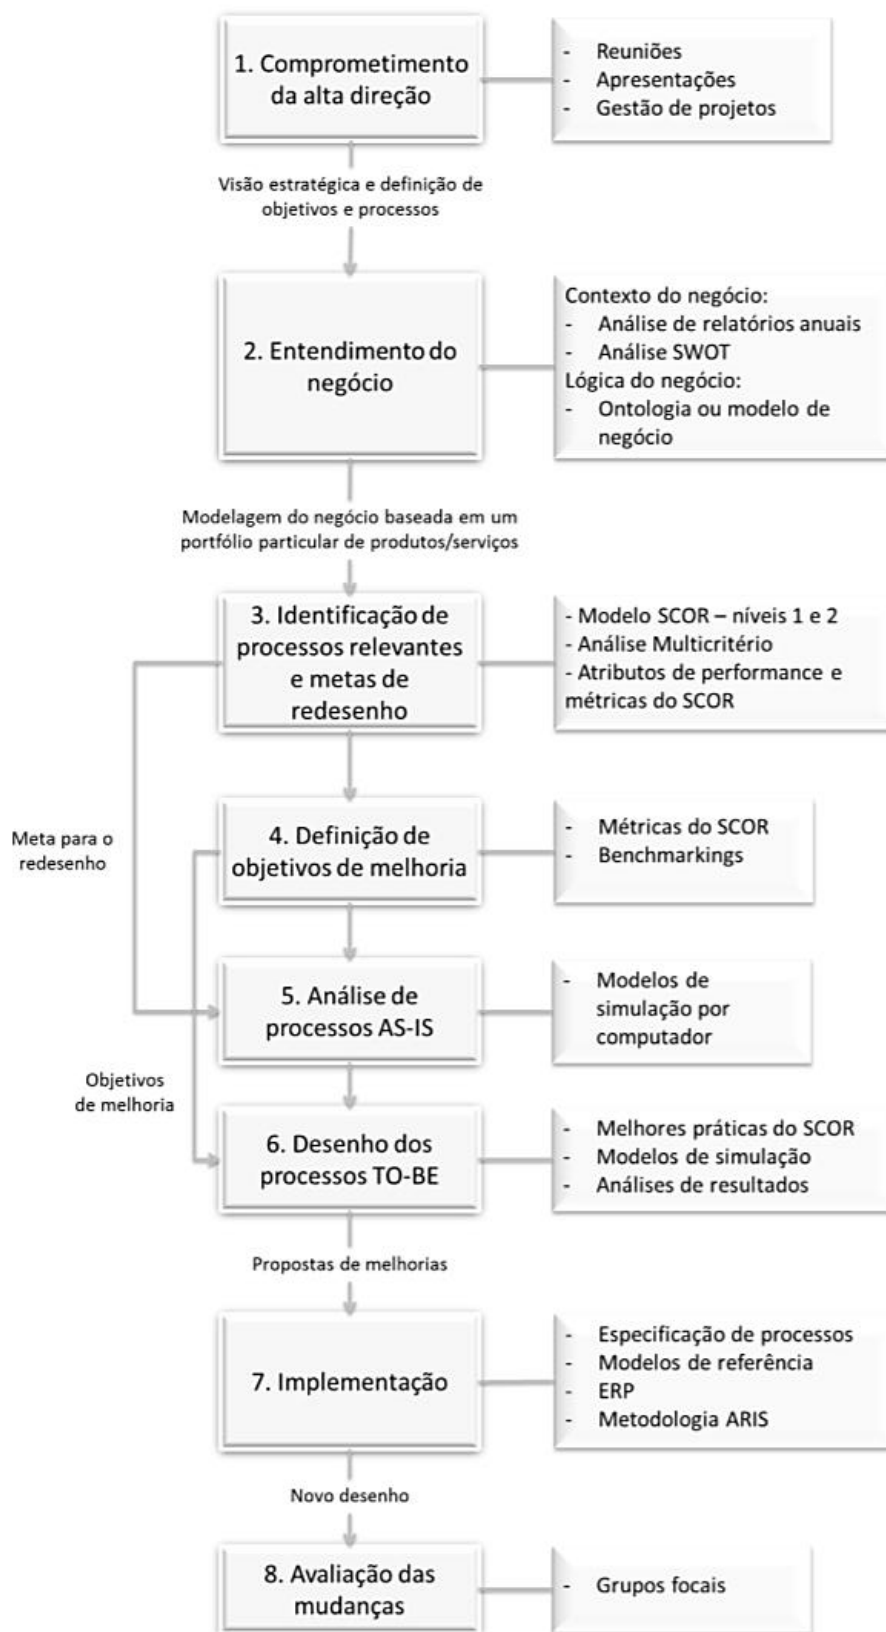 1. Comprometimento
da alta direção
- Reuniões
- Apresentações
- Gestão de projetos
Visão estratégica e definição de
objetivos e processos
2. Entendimento do
negócio
Contexto do negócio:
- Análise de relatórios anuais
- Análise SWOT
Lógica do negócio:
- Ontologia ou modelo de
negócio
Modelagem do negócio baseada em um
portfólio particular de produtos/serviços
3. Identificação de
processos relevantes
e metas de
redesenho
- Modelo SCOR – níveis 1 e 2
- Análise Multicritério
- Atributos de performance e
métricas do SCOR
Meta para o
redesenho
4. Definição de
objetivos de melhoria
- Métricas do SCOR
- Benchmarkings
5. Análise de
processos AS-IS
- Modelos de
simulação por
computador
Objetivos
de melhoria
6. Desenho dos
processos TO-BE
- Melhores práticas do SCOR
- Modelos de simulação
- Análises de resultados
Propostas de melhorias
7. Implementação
- Especificação de processos
- Modelos de referência
- ERP
- Metodologia ARIS
Novo desenho
8. Avaliação das
mudanças
- Grupos focais